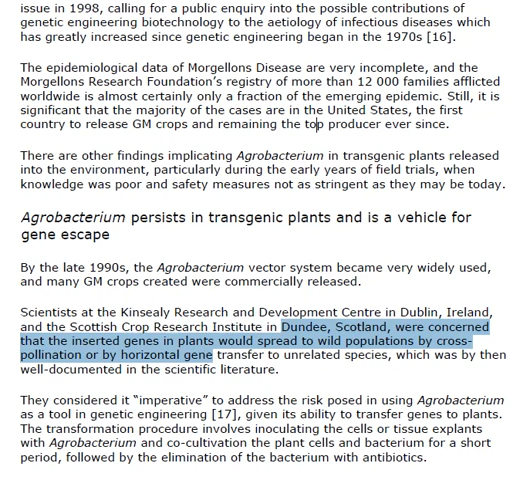 issue in 1998, calling for a public enquiry into the possible contributions of
genetic engineering biotechnology to the aetiology of infectious diseases which
has greatly increased since genetic engineering began in the 1970s [16].
The epidemiological data of Morgellons Disease are very incomplete, and the
Morgellons Research Foundation's registry of more than 12 000 families afflicted
worldwide is almost certainly only a fraction of the emerging epidemic. Still, it is
significant that the majority of the cases are in the United States, the first
country to release GM crops and remaining the top producer ever since.
There are other findings implicating Agrobacterium in transgenic plants released
into the environment, particularly during the early years of field trials, when
knowledge was poor and safety measures not as stringent as they may be today.
Agrobacterium persists in transgenic plants and is a vehicle for
gene escape
By the late 1990s, the Agrobacterium vector system became very widely used,
and many GM crops created were commercially released.
Scientists at the Kinsealy Research and Development Centre in Dublin, Ireland,
and the Scottish Crop Research Institute in Dundee, Scotland, were concerned
that the inserted genes in plants would spread to wild populations by cross-
pollination or by horizontal gene transfer to unrelated species, which was by then
well-documented in the scientific literature.
They considered it "imperative" to address the risk posed in using Agrobacterium
as a tool in genetic engineering [17], given its ability to transfer genes to plants.
The transformation procedure involves inoculating the cells or tissue explants
with Agrobacterium and co-cultivation the plant cells and bacterium for a short
period, followed by the elimination of the bacterium with antibiotics.